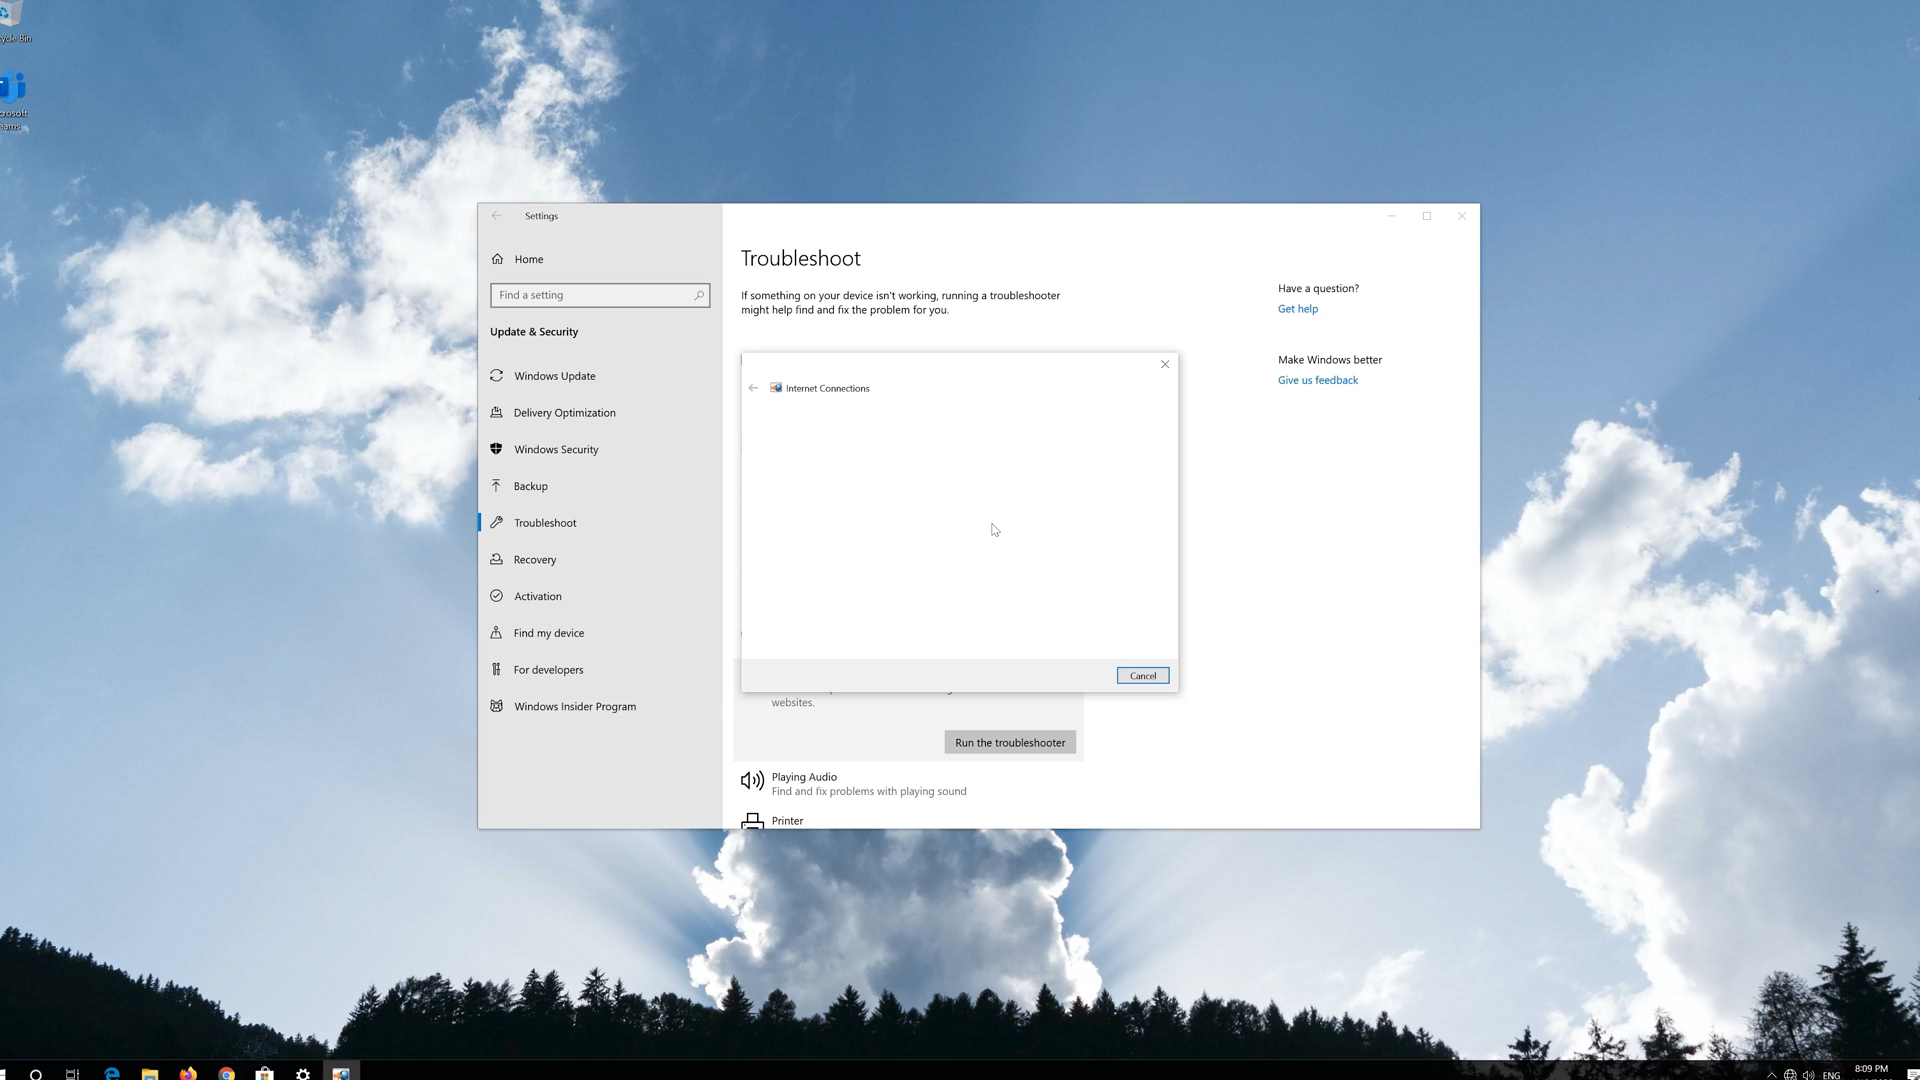 Settings
Home
Find a setting
Update & Security
Windows Update
Delivery Optimization
Windows Security
Backup
Troubleshoot
Recovery
Activation
Find my device
For developers
Windows Insider Program
Troubleshoot
If something on your device isn't working, running a troubleshooter
might help find and fix the problem for you.
Internet Connections
Cancel
websites.
Run the troubleshooter
Playing Audio
Find and fix problems with playing sound
Printer
Have a question?
Get help
Make Windows better
Give us feedback
ENG
8:09 PM